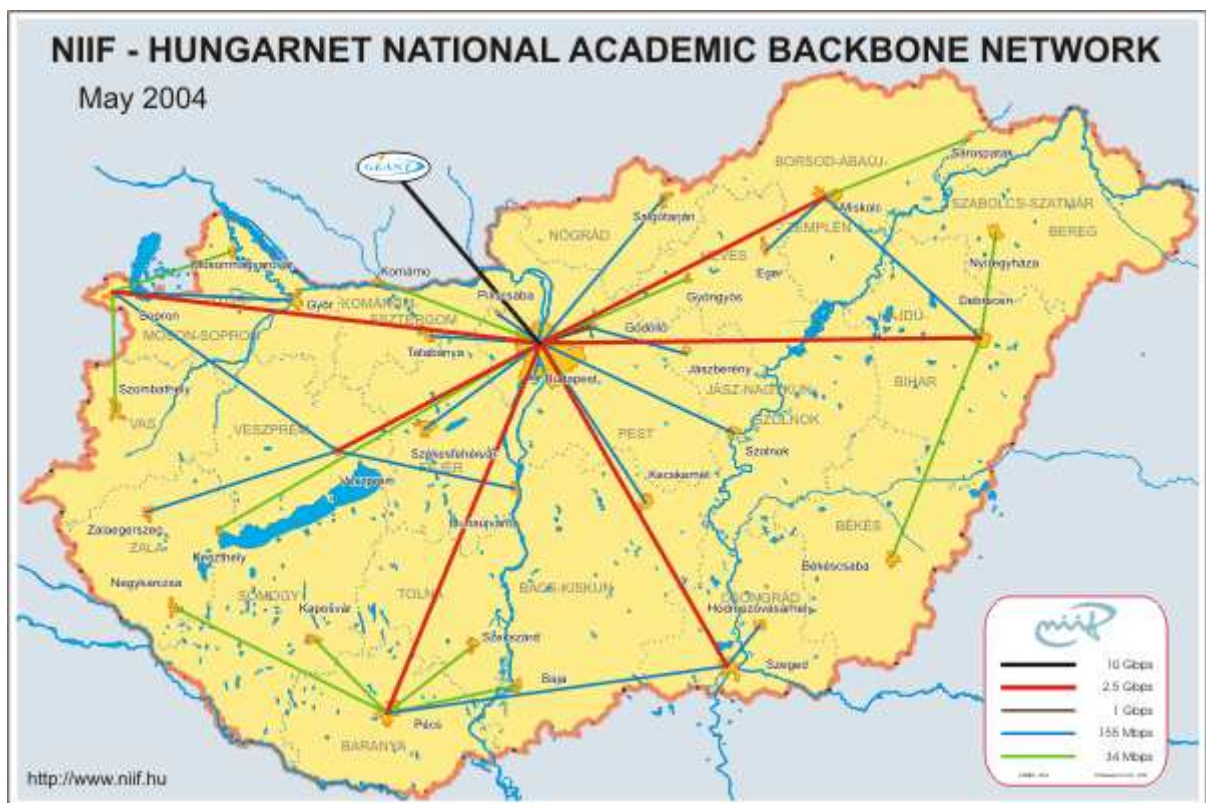 NIIF - HUNGARNET NATIONAL ACADEMIC BACKBONE NETWORK
May 2004
GÉANT
BORSOD-ABAÚJ-
Sárospatak
Miskolc
ZEMPLÉN
SZABOLCS-SZATMÁR
BEREG
Salgótarján
NÓGRÁD
HEVES
Eger
Nyíregyháza
Mosonmagyaróvár
Komárno
Piliscsaba
Gyöngyös
Debrecen
Győr
KOMÁROM-
ESZTERGOM
Gödöllő
HAJDÚ
Sopron
MOSON-SOPRON
Tatabánya
Jászberény
Budapest
BIHAR
Szombathely
JÁSZ-NAGYKUN
VAS
VESZPRÉM
PEST
SZOLNOK
Székesfehérvár
FEJÉR
Szolnok
Veszprém
Kecskemét
Zalaegerszeg
ZALA
Dunaújváros
BÉKÉS
Keszthely
Békéscsaba
Nagykanizsa
SOMOGY
TOLNA
BÁCS-KISKUN
CSONGRÁD
Kaposvár
Hódmezővásárhely
Szekszárd
Szeged
Baja
Pécs
BARANYA
niif
10 Gbps
2.5 Gbps
1 Gbps
155 Mbps
34 Mbps
http://www.niif.hu